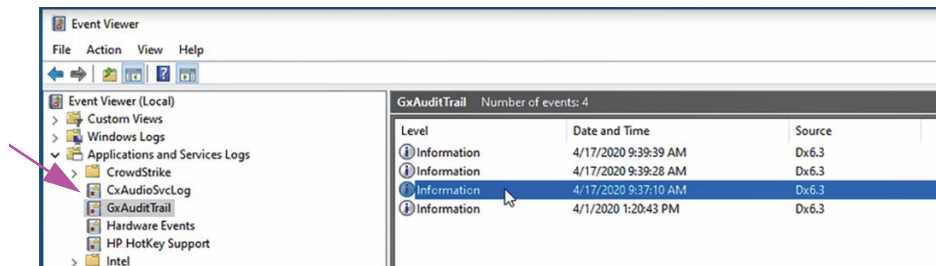 Event Viewer
File Action View Help
Event Viewer (Local)
Custom Views
Windows Logs
Applications and Services Logs
CrowdStrike
CxAudioSvcLog
GxAuditTrail
Hardware Events
HP HotKey Support
Intel
GxAuditTrail Number of events: 4
Level Date and Time Source
Information 4/17/2020 9:39:39 AM Dx6.3
Information 4/17/2020 9:39:28 AM Dx6.3
Information 4/17/2020 9:37:10 AM Dx6.3
Information 4/1/2020 1:20:43 PM Dx6.3